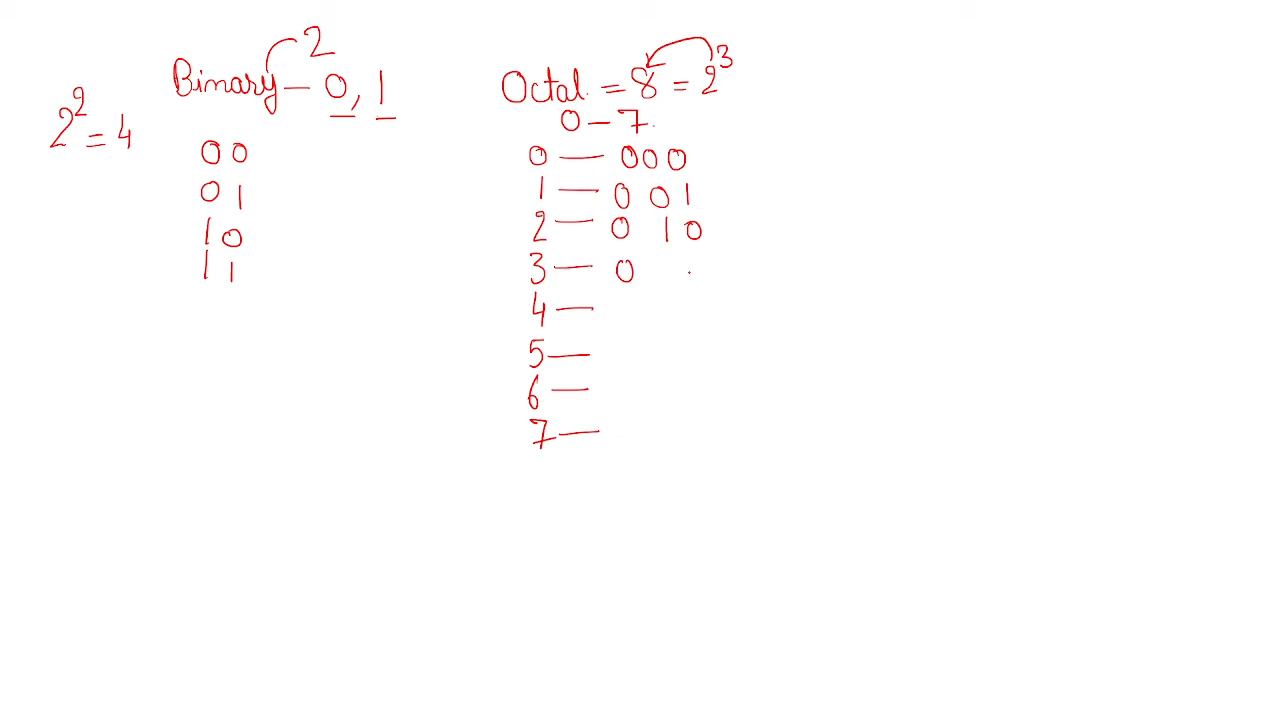 2
Binary — 0, 1
2² = 4
00
01
10
11
Octal = 8 = 2³
0 – 7
0 — 000
1 — 001
2 — 010
3 — 0
4 —
5 —
6 —
7 —